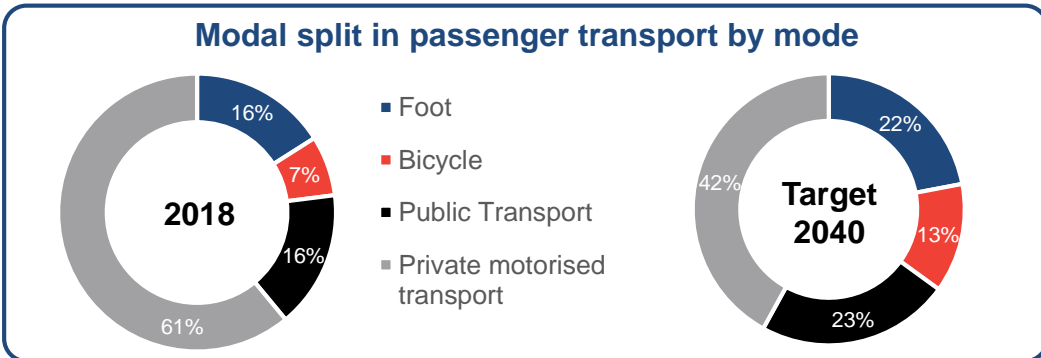 Modal split in passenger transport by mode
16%
7%
16%
61%
2018
Foot
Bicycle
Public Transport
Private motorised
transport
22%
13%
23%
42%
Target
2040